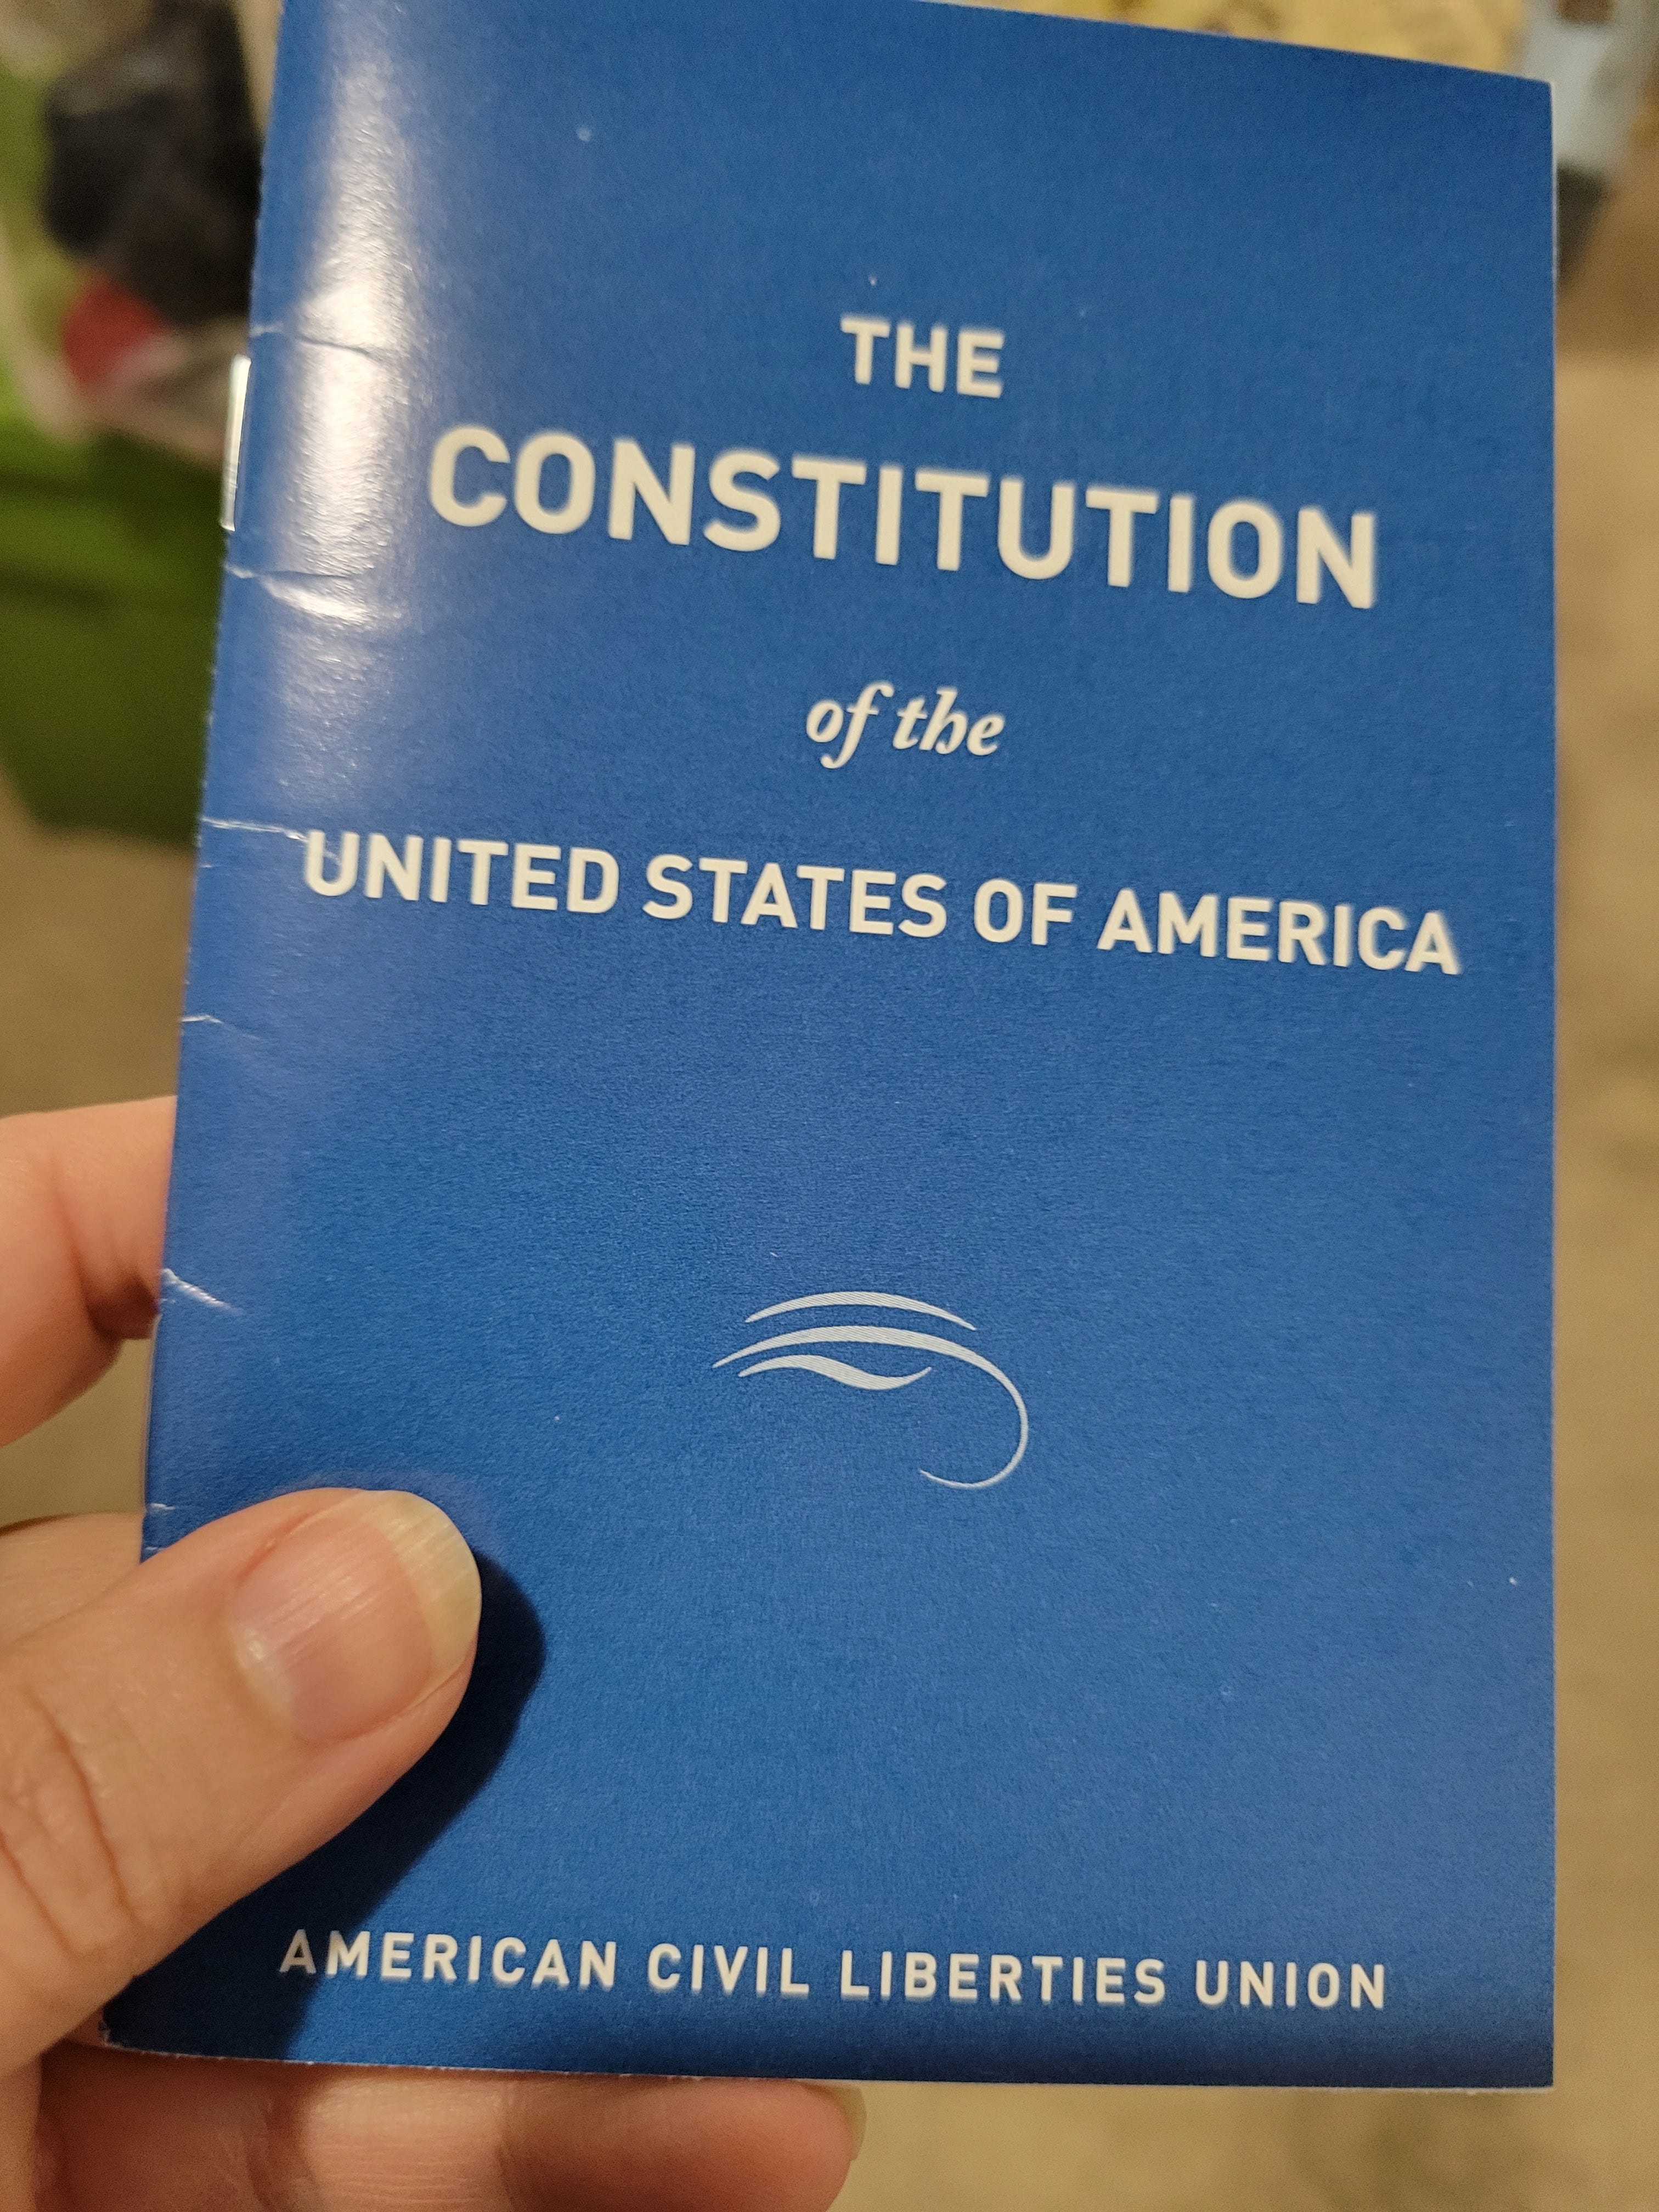 THE
CONSTITUTION
of the
UNITED STATES OF AMERICA
AMERICAN CIVIL LIBERTIES UNION